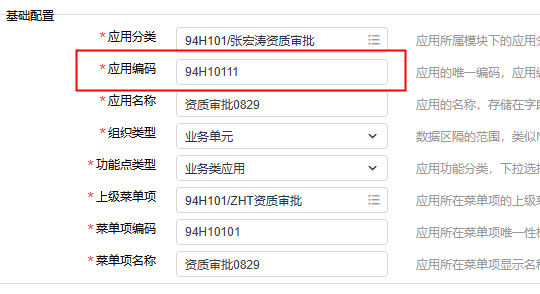 基础配置
*应用分类 94H101/张宏涛资质审批 应用所属模块下的应用分
*应用编码 94H10111 应用的唯一编码，应用编
*应用名称 资质审批0829 应用的名称，存储在字段
*组织类型 业务单元 数据区隔的范围，类似N
*功能点类型 业务类应用 应用功能分类，下拉选择
*上级菜单项 94H101/ZHT资质审批 应用所在菜单项的上级菜
*菜单项编码 94H10101 应用所在菜单项唯一性标
*菜单项名称 资质审批0829 应用所在菜单项显示名称